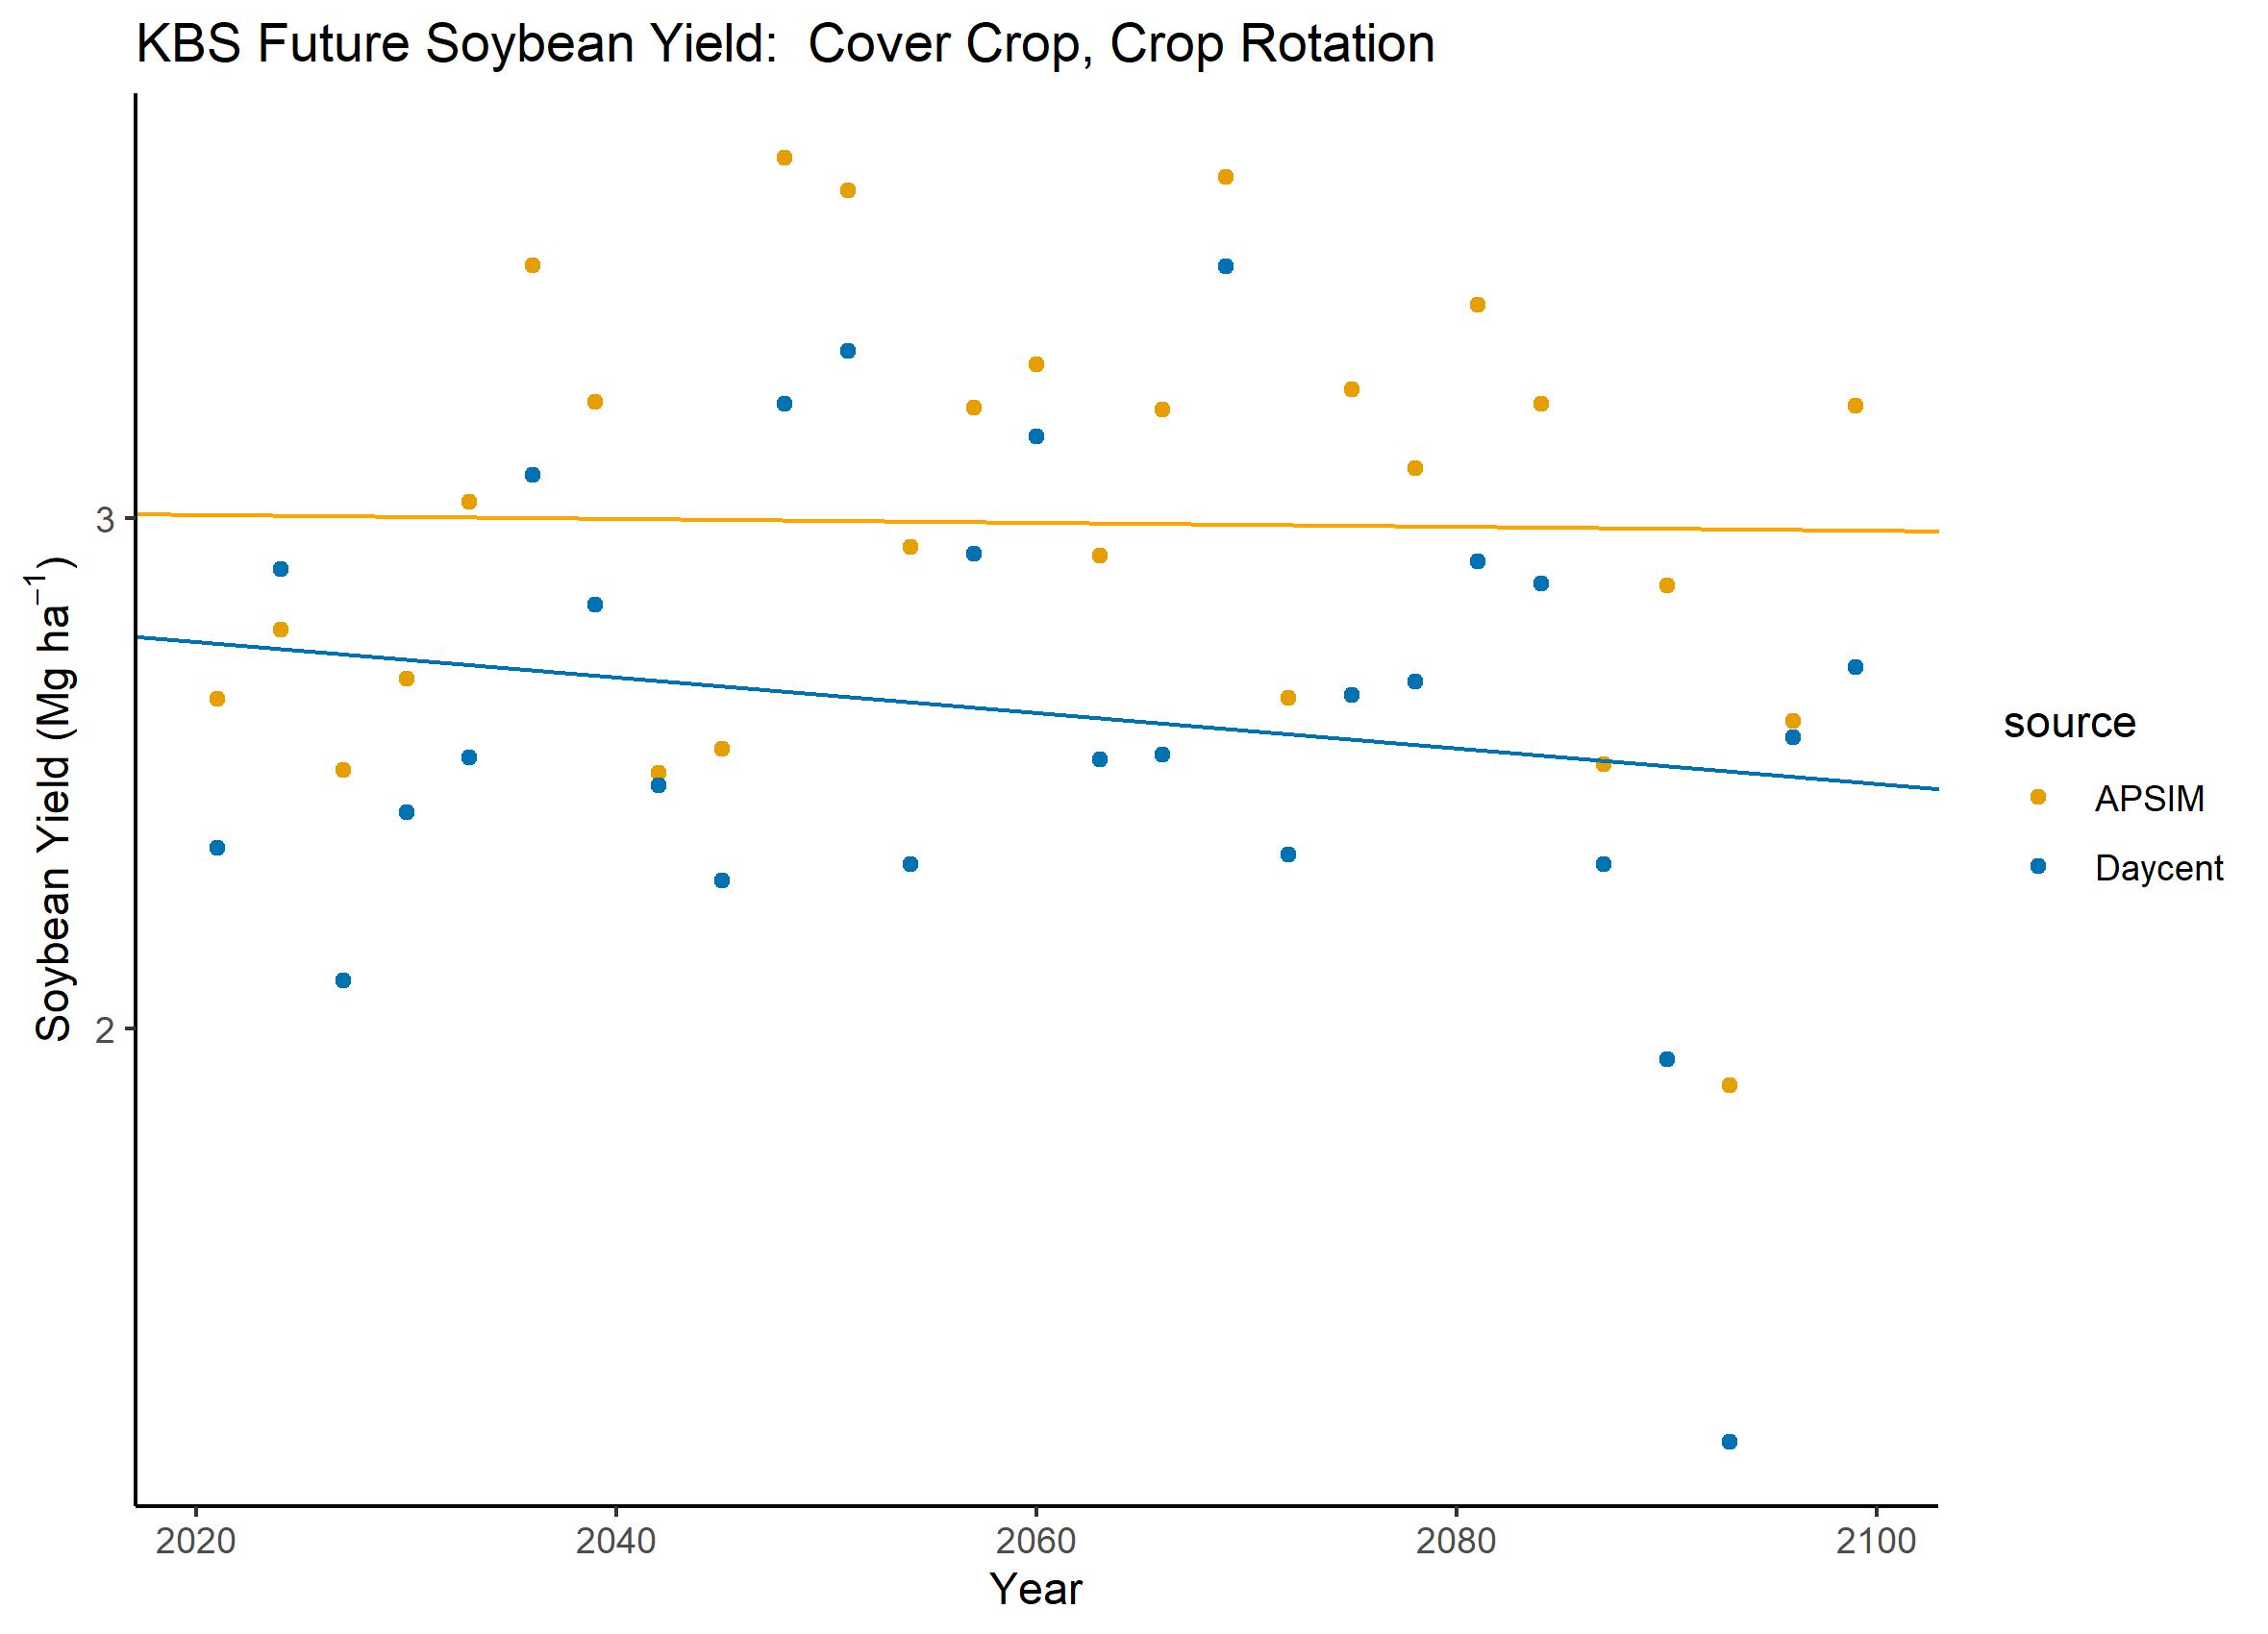 KBS Future Soybean Yield:  Cover Crop, Crop Rotation
Soybean Yield (Mg ha⁻¹)
3
2
2020
2040
2060
2080
2100
Year
source
APSIM
Daycent